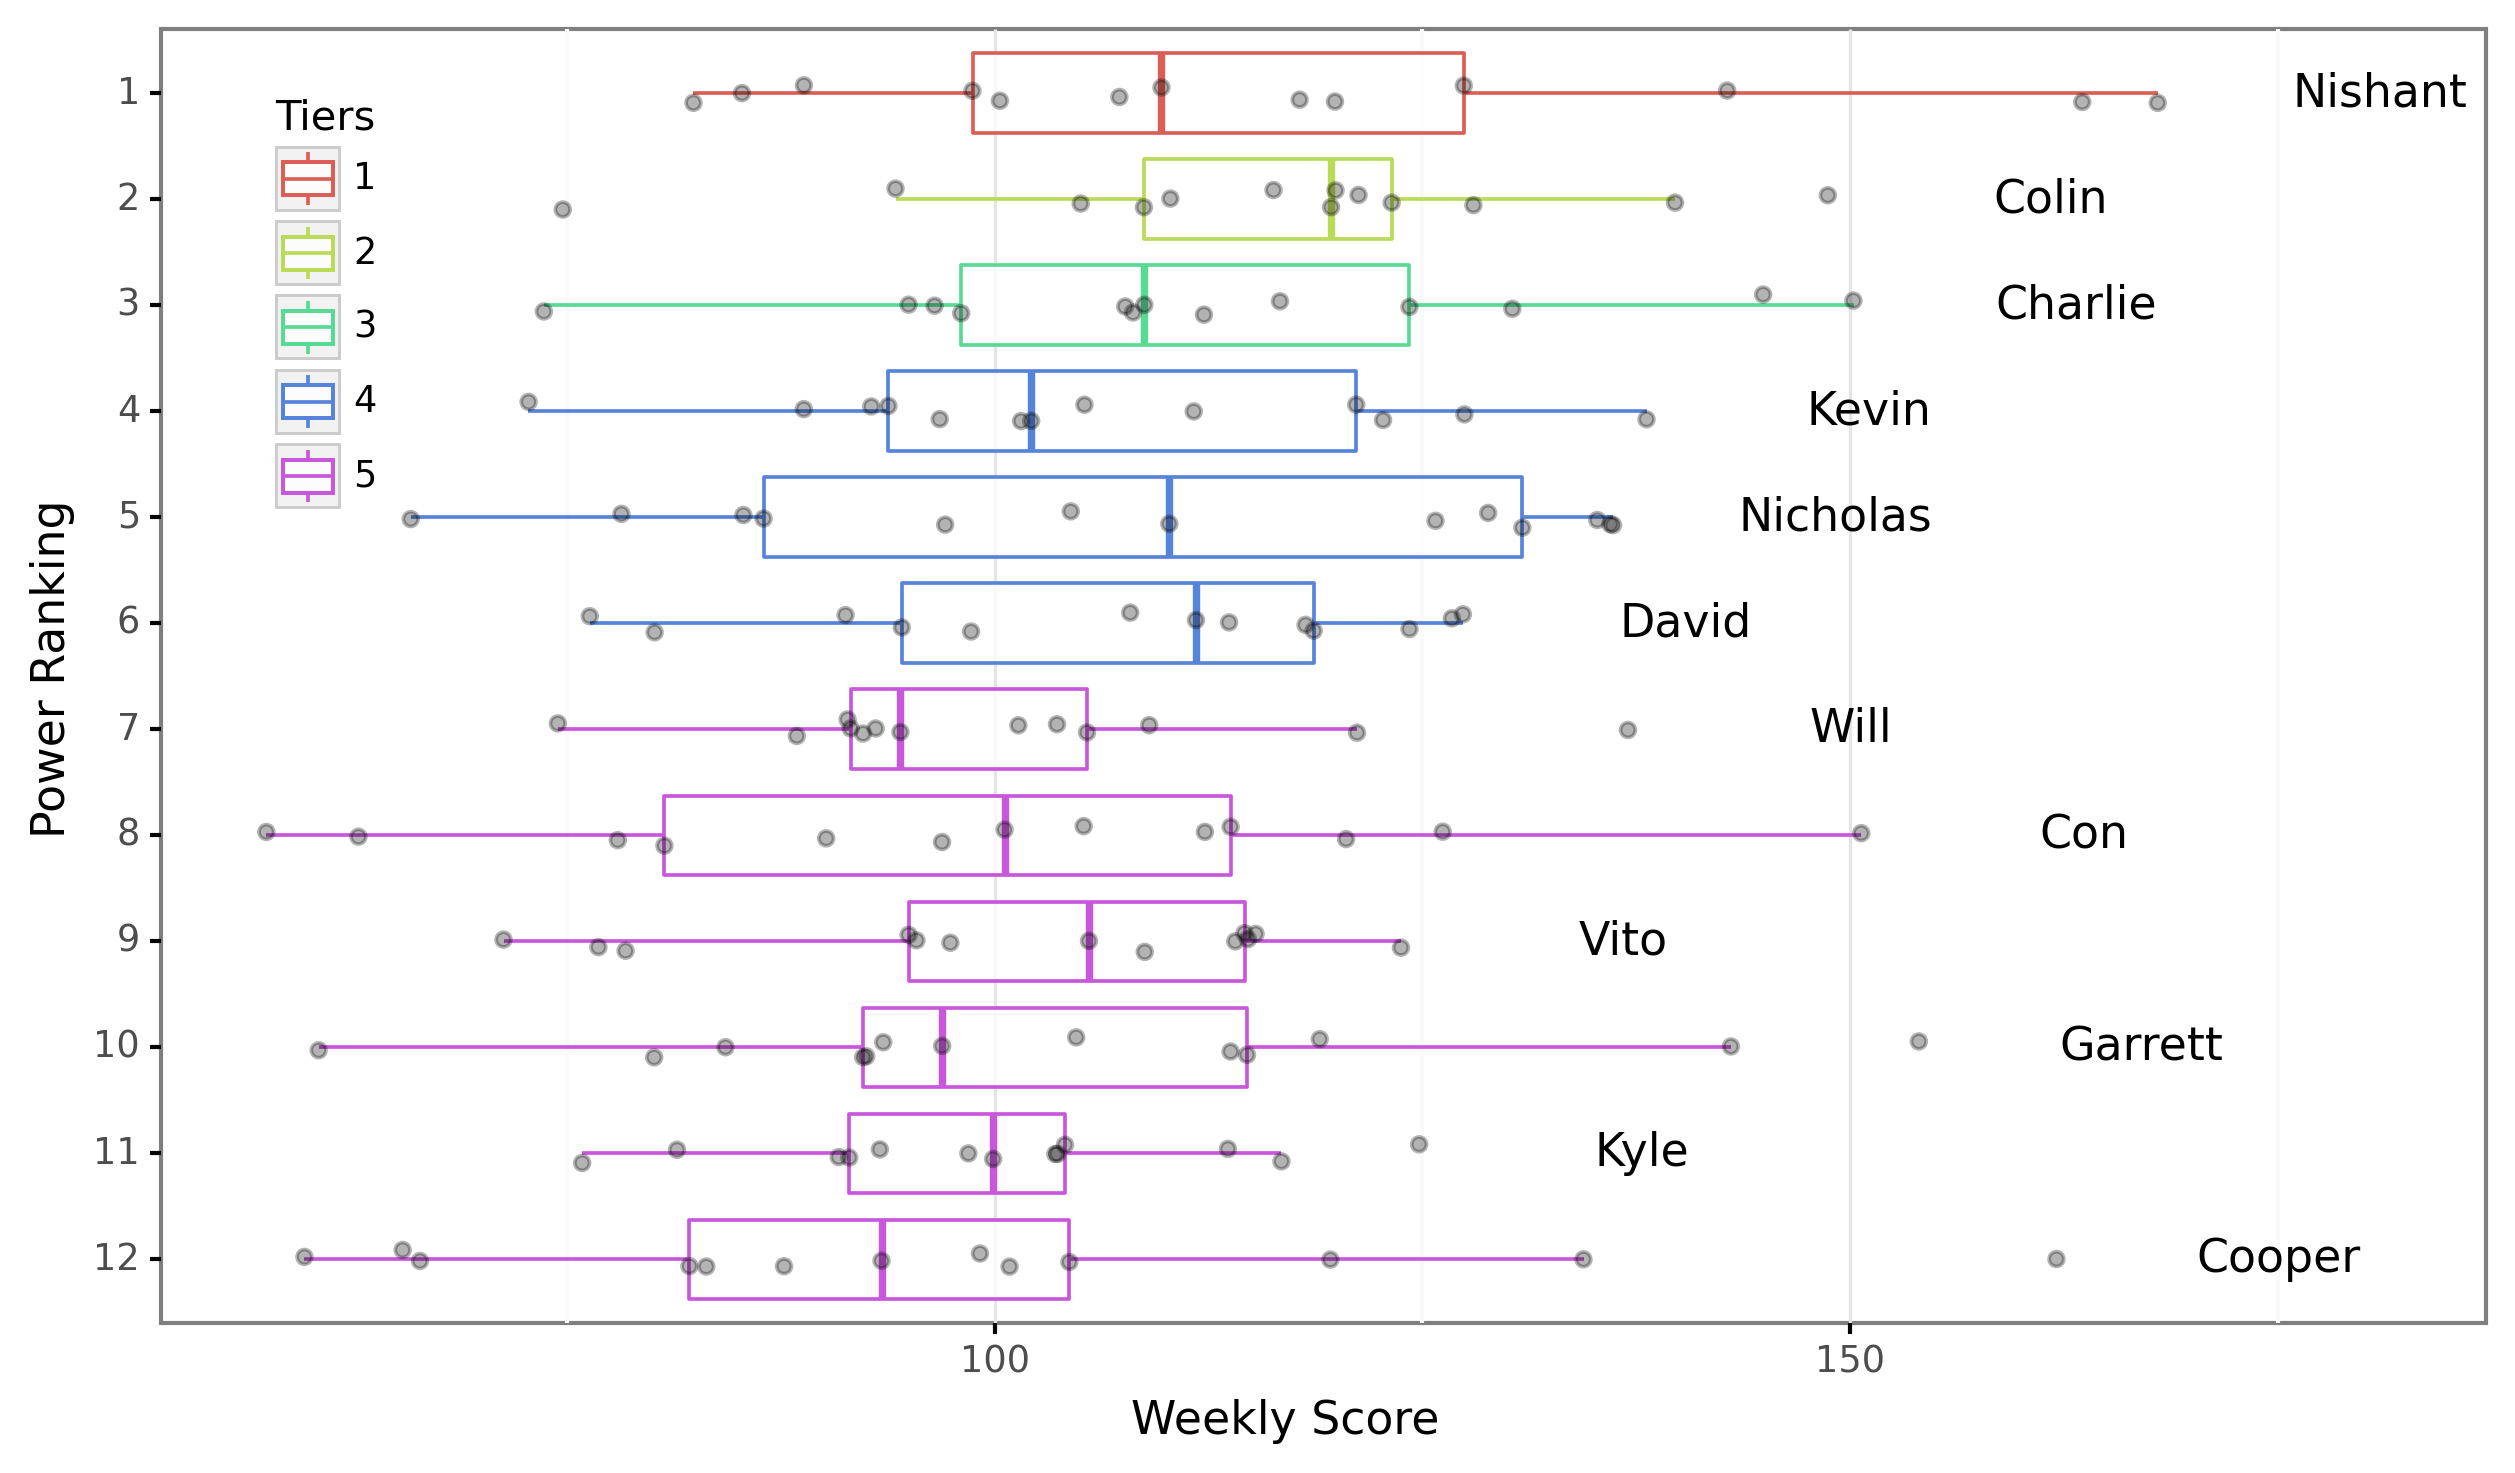 1 Nishant
Tiers
1
2 Colin
2
3 Charlie
3
4 Kevin
4
5
5 Nicholas
6 David
Power Ranking
7 Will
8 Con
9 Vito
10 Garrett
11 Kyle
12 Cooper
100 150
Weekly Score